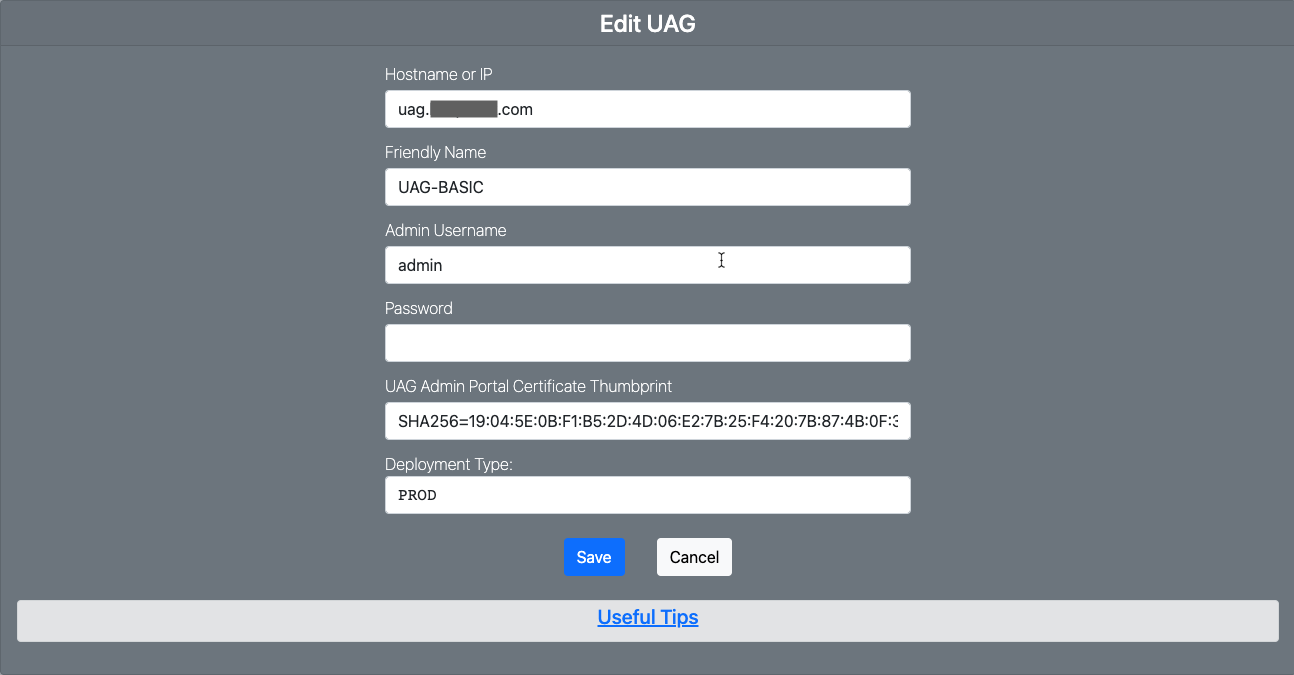 Edit UAG
Hostname or IP
uag. .com
Friendly Name
UAG-BASIC
Admin Username
admin
Password
UAG Admin Portal Certificate Thumbprint
SHA256=19:04:5E:0B:F1:B5:2D:4D:06:E2:7B:25:F4:20:7B:87:4B:0F:3
Deployment Type:
PROD
Save Cancel
Useful Tips